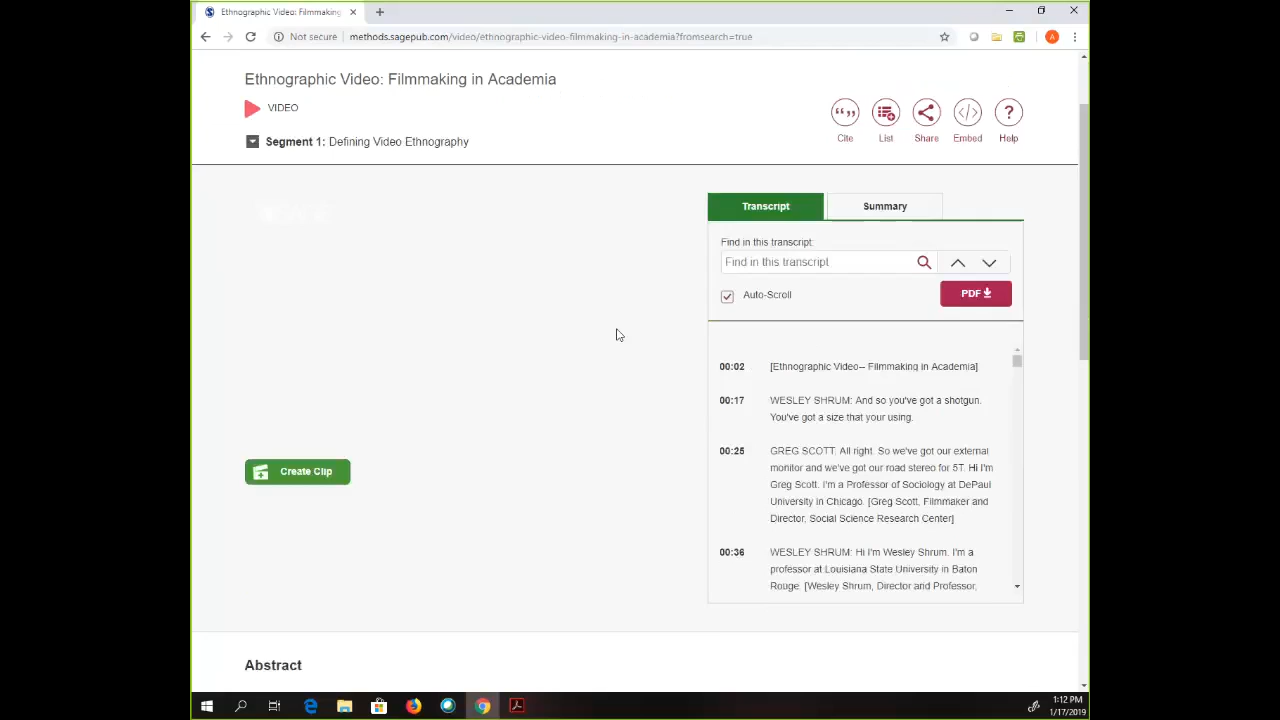 Ethnographic Video: Filmmaking
Not secure
methods.sagepub.com/video/ethnographic-video-filmmaking-in-academia?fromsearch=true
A
Ethnographic Video: Filmmaking in Academia
VIDEO
Segment 1: Defining Video Ethnography
Cite
List
Share
Embed
Help
Transcript
Summary
Find in this transcript:
Find in this transcript
Auto-Scroll
PDF
00:02 [Ethnographic Video-- Filmmaking in Academia]
00:17 WESLEY SHRUM: And so you've got a shotgun.
You've got a size that your using.
00:25 GREG SCOTT: All right. So we've got our external
monitor and we've got our road stereo for 5T. Hi I'm
Greg Scott. I'm a Professor of Sociology at DePaul
University in Chicago. [Greg Scott, Filmmaker and
Director, Social Science Research Center]
00:36 WESLEY SHRUM: Hi I'm Wesley Shrum. I'm a
professor at Louisiana State University in Baton
Rouge. [Wesley Shrum, Director and Professor,
Create Clip
Abstract
1:12 PM
1/17/2019